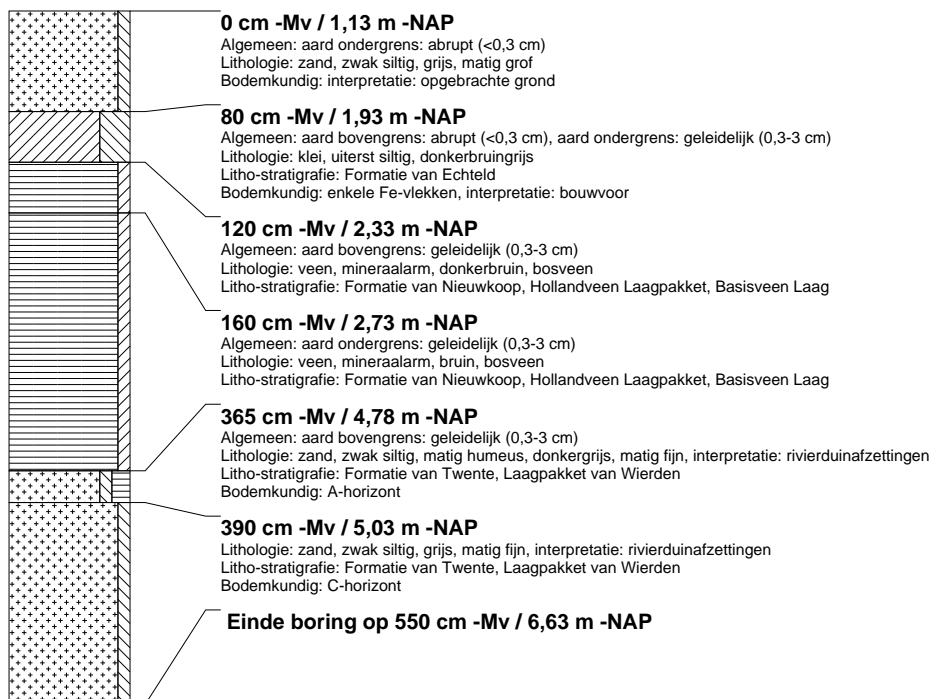 0 cm -Mv / 1,13 m -NAP
Algemeen: aard ondergrens: abrupt (<0,3 cm)
Lithologie: zand, zwak siltig, grijs, matig grof
Bodemkundig: interpretatie: opgebrachte grond
80 cm -Mv / 1,93 m -NAP
Algemeen: aard bovengrens: abrupt (<0,3 cm), aard ondergrens: geleidelijk (0,3-3 cm)
Lithologie: klei, uiterst siltig, donkerbruingrijs
Litho-stratigrafie: Formatie van Echteld
Bodemkundig: enkele Fe-vlekken, interpretatie: bouwvoor
120 cm -Mv / 2,33 m -NAP
Algemeen: aard bovengrens: geleidelijk (0,3-3 cm)
Lithologie: veen, mineraalarm, donkerbruin, bosveen
Litho-stratigrafie: Formatie van Nieuwkoop, Hollandveen Laagpakket, Basisveen Laag
160 cm -Mv / 2,73 m -NAP
Algemeen: aard ondergrens: geleidelijk (0,3-3 cm)
Lithologie: veen, mineraalarm, bruin, bosveen
Litho-stratigrafie: Formatie van Nieuwkoop, Hollandveen Laagpakket, Basisveen Laag
365 cm -Mv / 4,78 m -NAP
Algemeen: aard bovengrens: geleidelijk (0,3-3 cm)
Lithologie: zand, zwak siltig, matig humeus, donkergrijs, matig fijn, interpretatie: rivierduinafzettingen
Litho-stratigrafie: Formatie van Twente, Laagpakket van Wierden
Bodemkundig: A-horizont
390 cm -Mv / 5,03 m -NAP
Lithologie: zand, zwak siltig, grijs, matig fijn, interpretatie: rivierduinafzettingen
Litho-stratigrafie: Formatie van Twente, Laagpakket van Wierden
Bodemkundig: C-horizont
Einde boring op 550 cm -Mv / 6,63 m -NAP